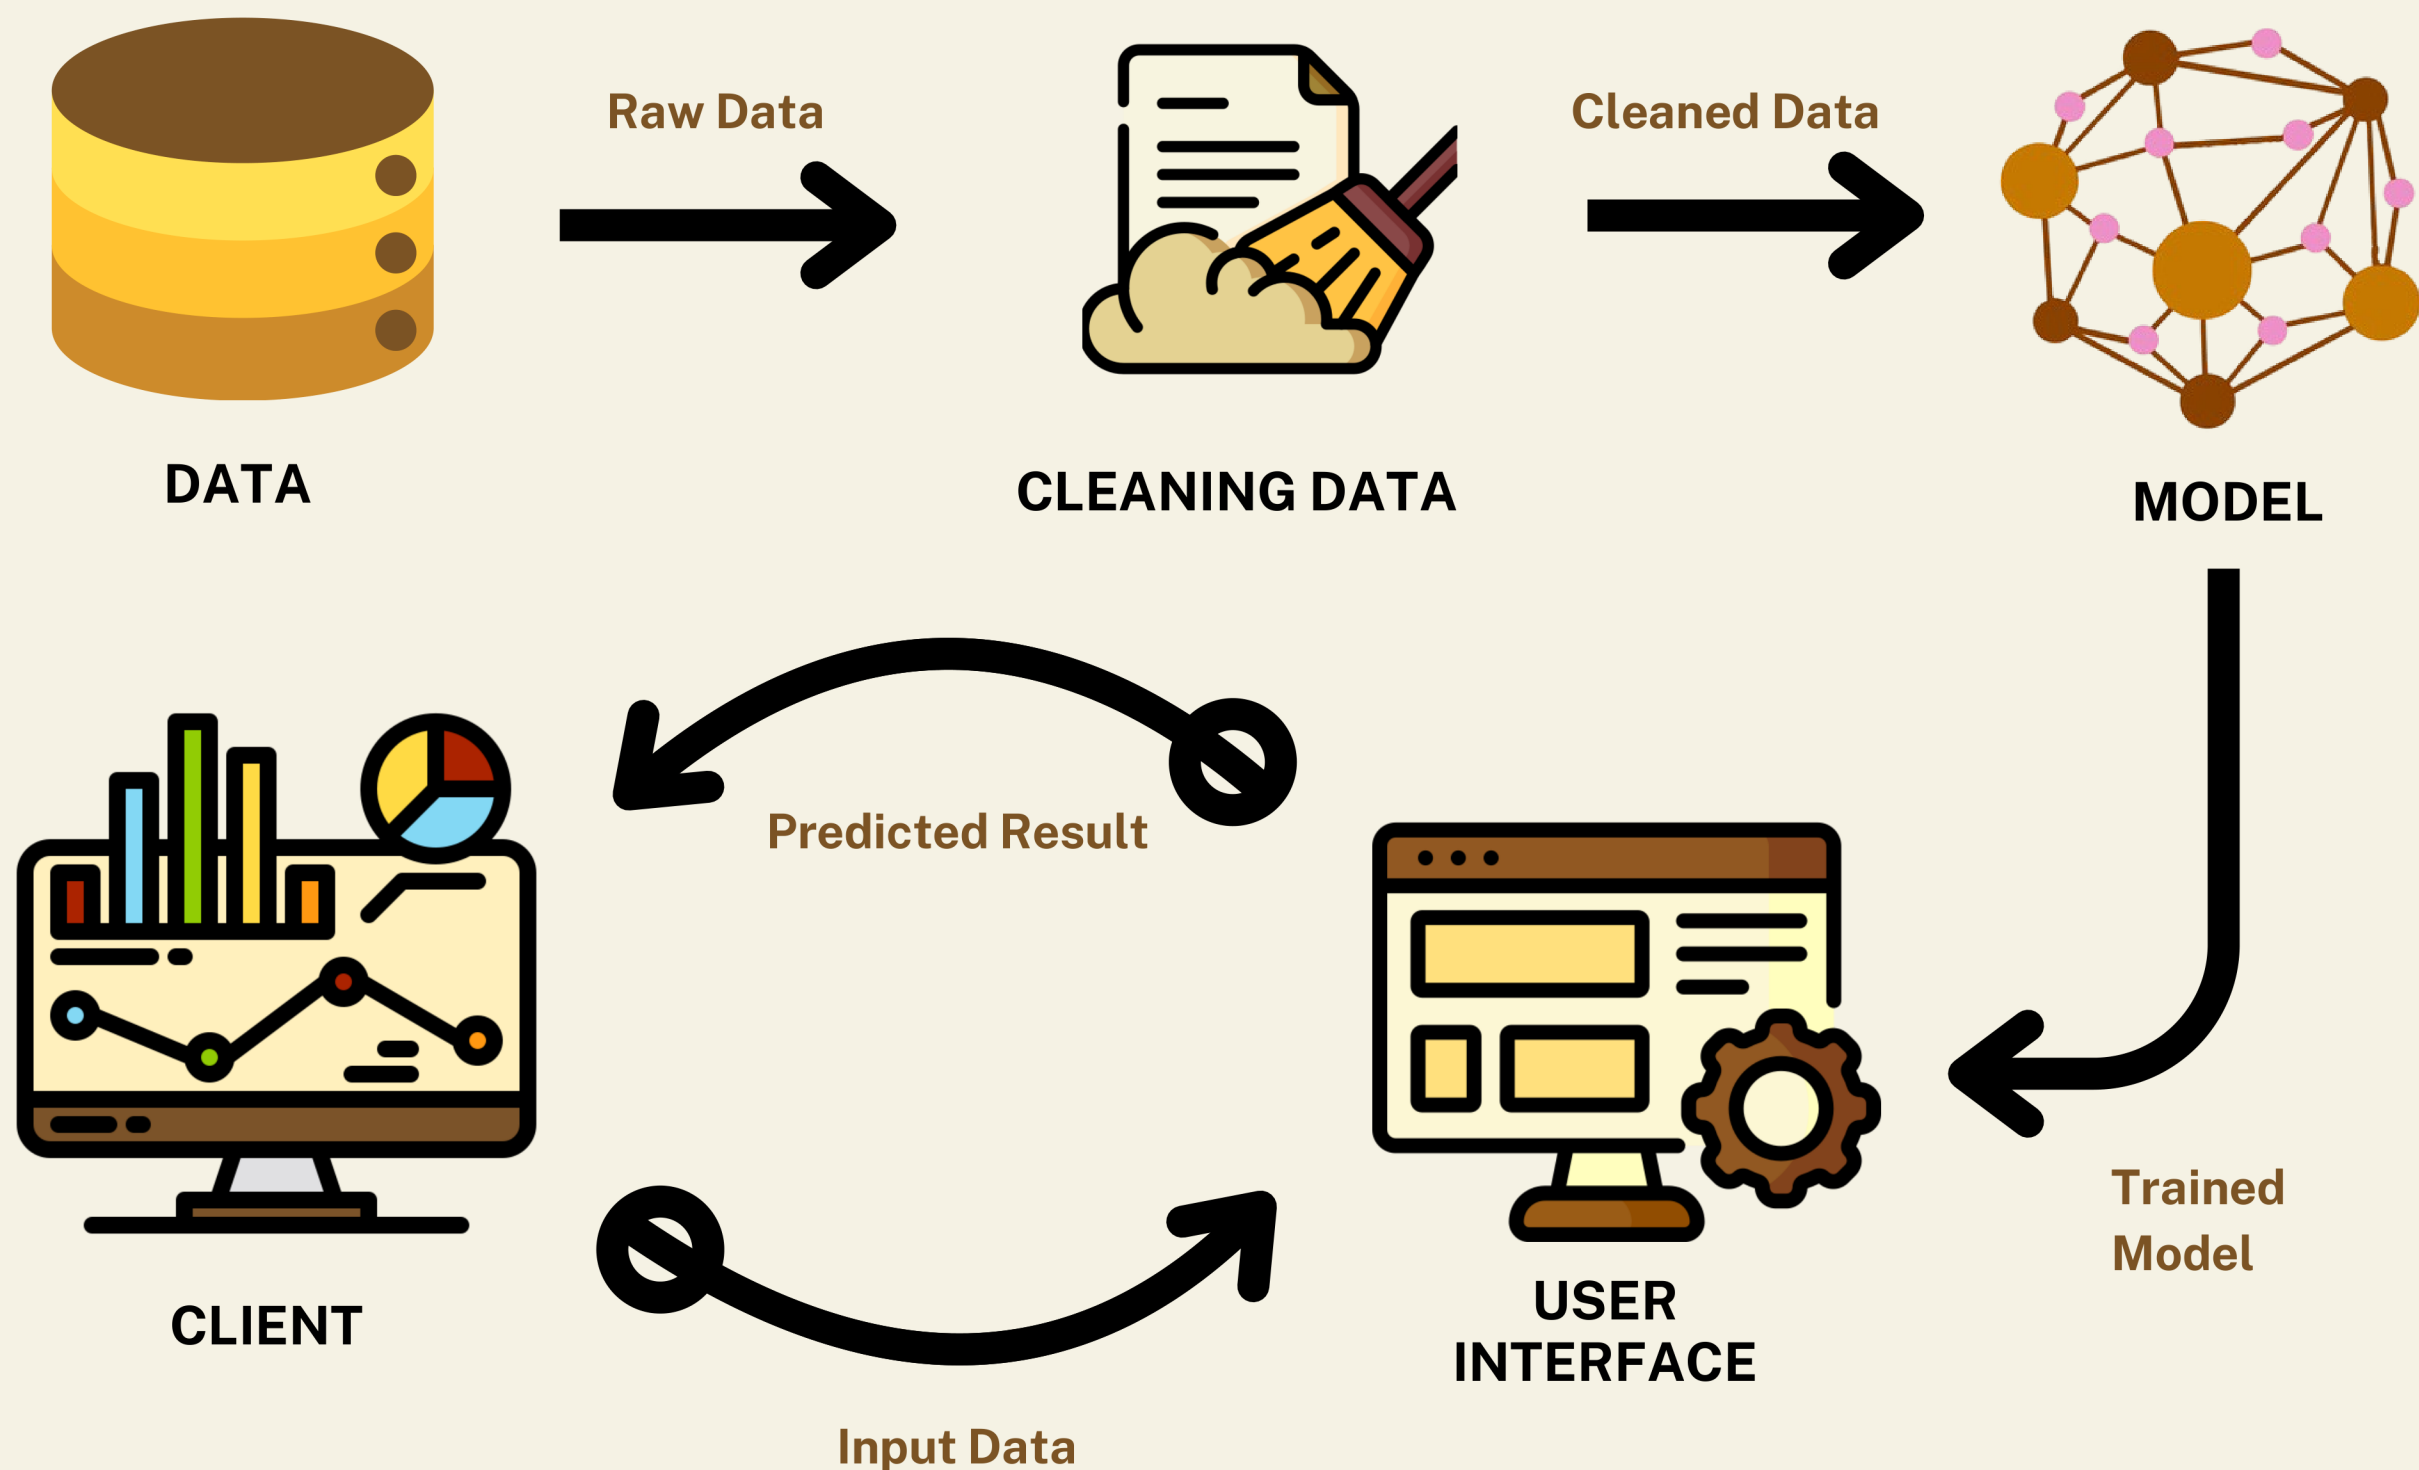 Raw Data
Cleaned Data
DATA
CLEANING DATA
MODEL
Predicted Result
Trained
Model
CLIENT
USER
INTERFACE
Input Data